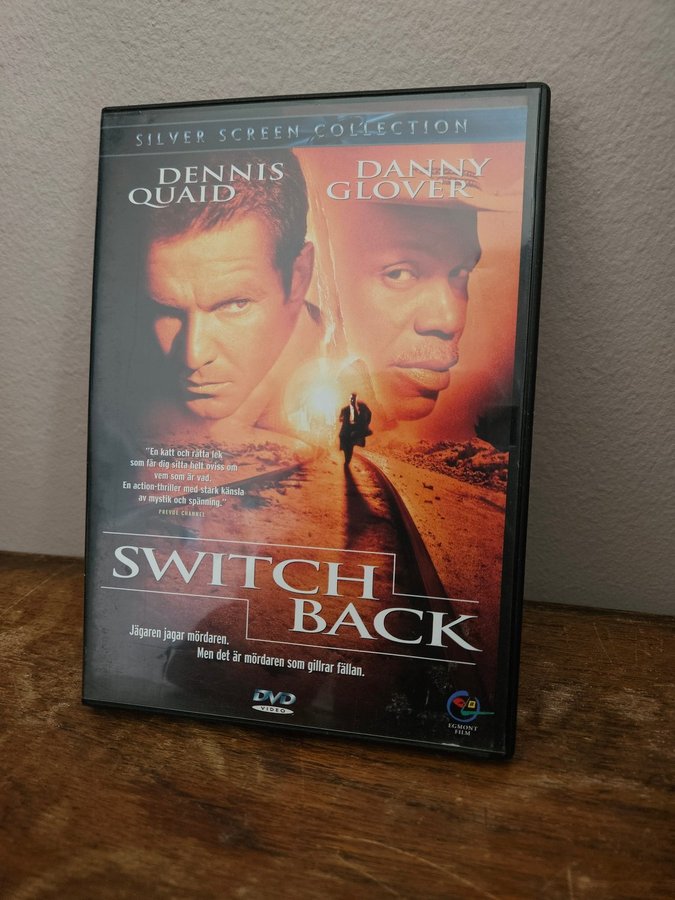 SILVER SCREEN COLLECTION
DENNIS QUAID
DANNY GLOVER
"En katt och råtta lek
som får dig sitta helt oviss om
vem som är vad.
En action-thriller med stark känsla
av mystik och spänning."
PREVUE CHANNEL
SWITCH
BACK
Jägaren jagar mördaren.
Men det är mördaren som gillrar fällan.
DVD
VIDEO
EGMONT
FILM